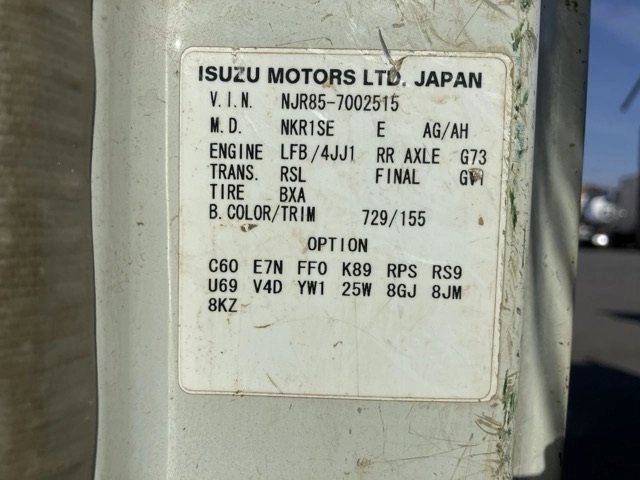 ISUZU MOTORS LTD. JAPAN
V.I.N. NJR85-7002515
M.D. NKR1SE E AG/AH
ENGINE LFB/4JJ1 RR AXLE G73
TRANS. RSL FINAL GV1
TIRE BXA
B.COLOR/TRIM 729/155
OPTION
C60 E7N FF0 K89 RPS RS9
U69 V4D YW1 25W 8GJ 8JM
8KZ